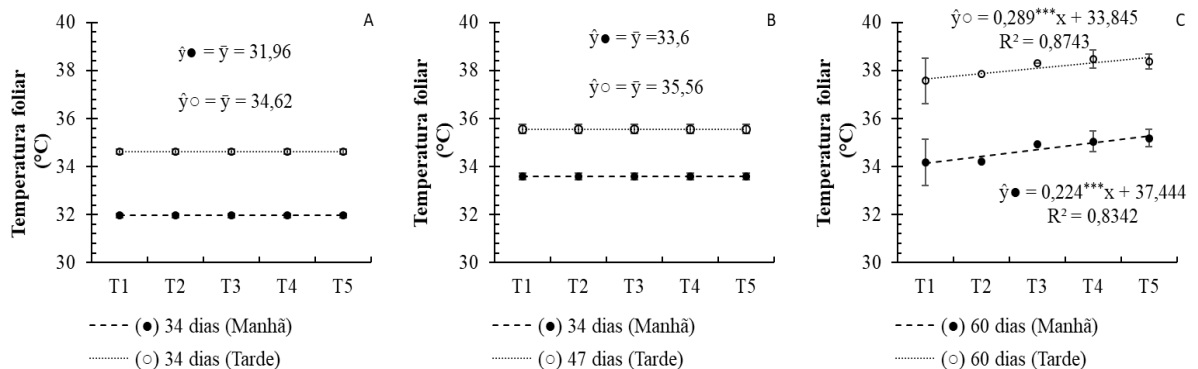 A
Temperatura foliar
(°C)
40
38
36
34
32
30
ŷ● = ȳ = 31,96
ŷ○ = ȳ = 34,62
T1 T2 T3 T4 T5
(●) 34 dias (Manhã)
(○) 34 dias (Tarde)
B
Temperatura foliar
(°C)
40
38
36
34
32
30
ŷ● = ȳ =33,6
ŷ○ = ȳ = 35,56
T1 T2 T3 T4 T5
(●) 34 dias (Manhã)
(○) 47 dias (Tarde)
C
Temperatura foliar
(°C)
40
38
36
34
32
30
ŷ○ = 0,289***x + 33,845
R² = 0,8743
ŷ● = 0,224***x + 37,444
R² = 0,8342
T1 T2 T3 T4 T5
(●) 60 dias (Manhã)
(○) 60 dias (Tarde)